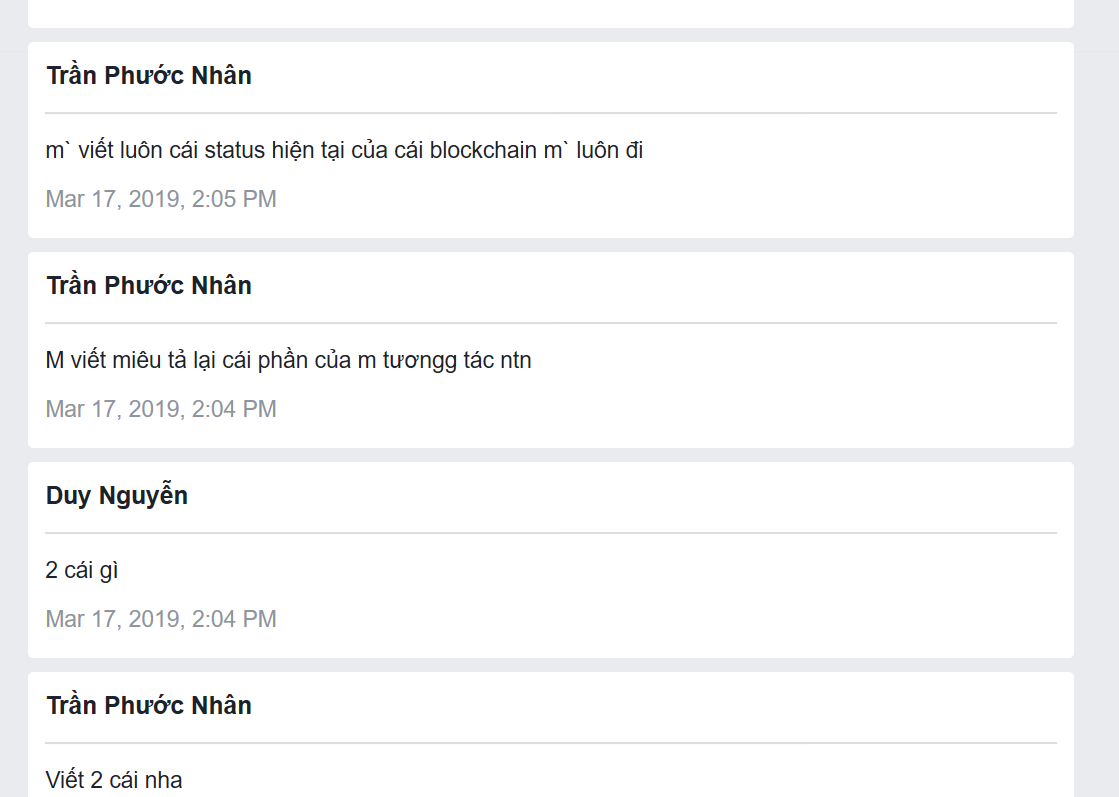 Trần Phước Nhân
m` viết luôn cái status hiện tại của cái blockchain m` luôn đi
Mar 17, 2019, 2:05 PM
Trần Phước Nhân
M viết miêu tả lại cái phần của m tươngg tác ntn
Mar 17, 2019, 2:04 PM
Duy Nguyễn
2 cái gì
Mar 17, 2019, 2:04 PM
Trần Phước Nhân
Viết 2 cái nha